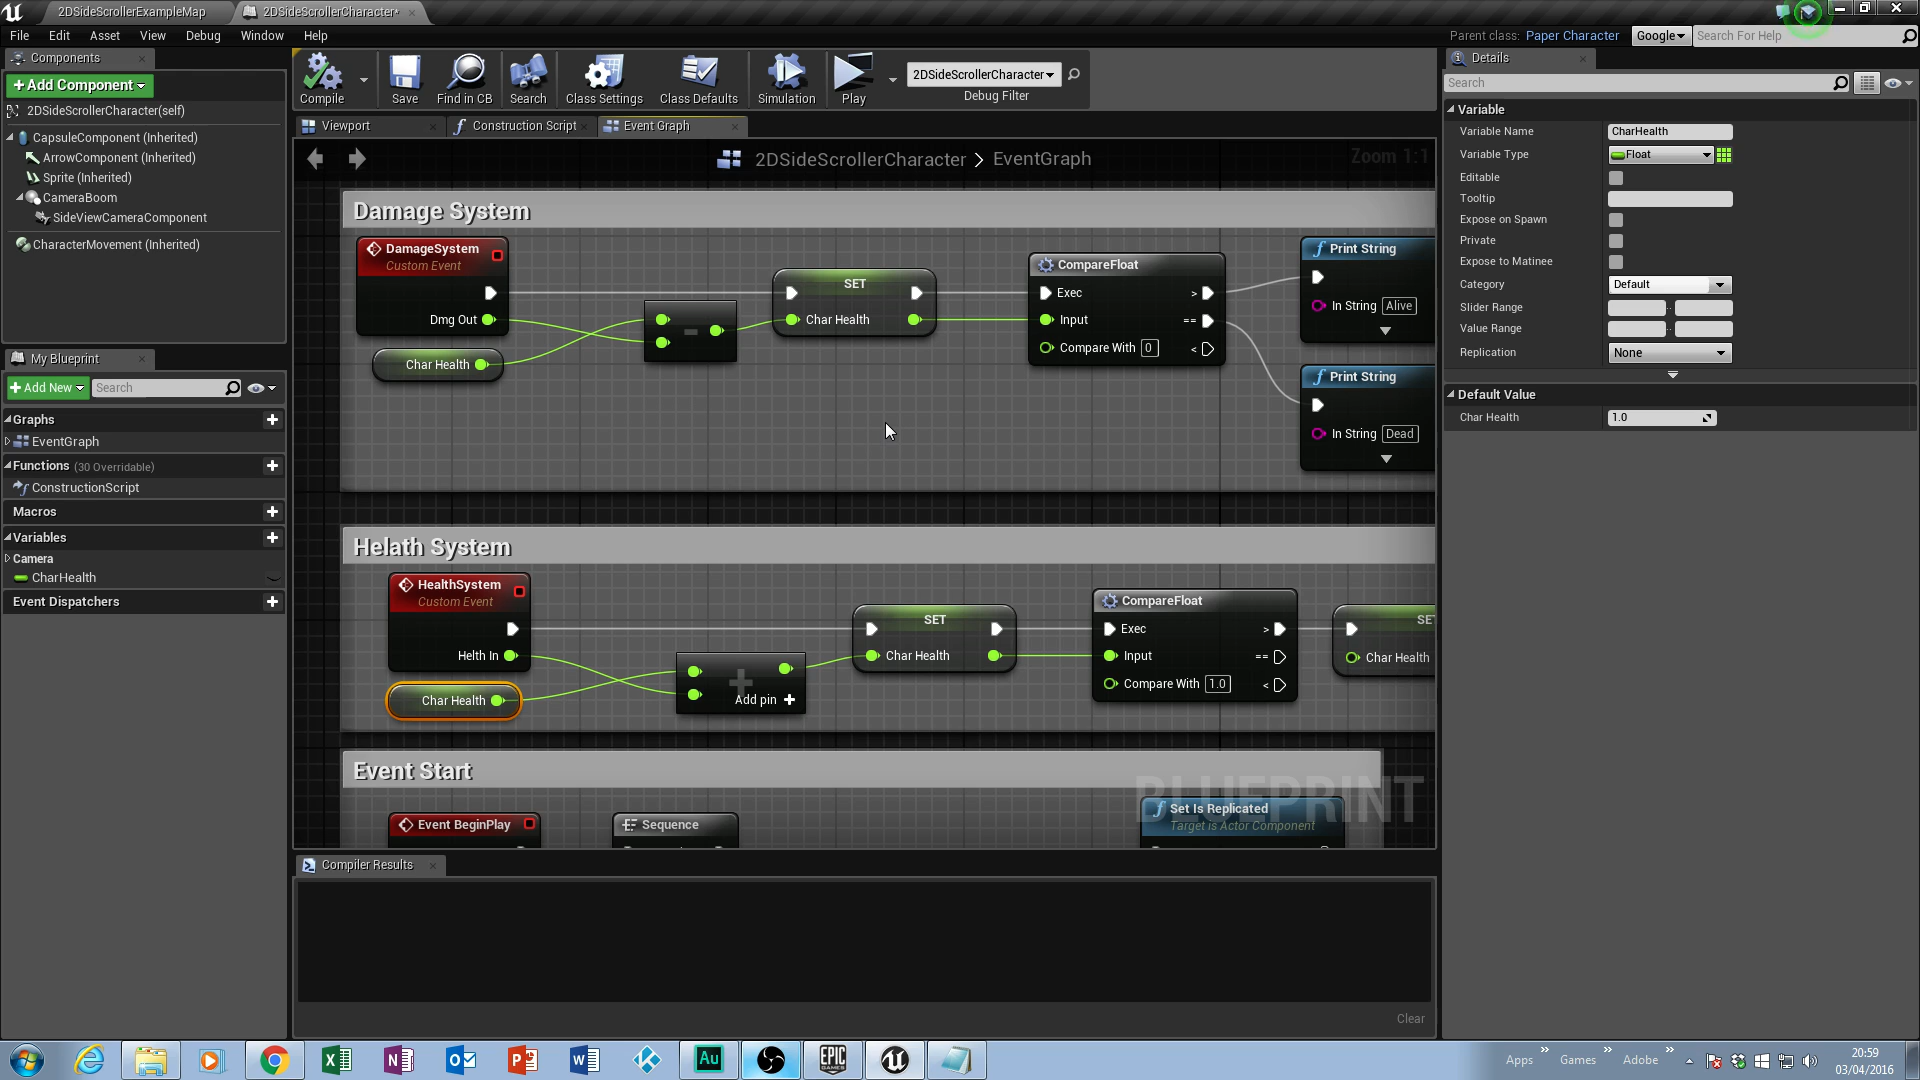 2DSideScrollerExampleMap
2DSideScrollerCharacter*
File Edit Asset View Debug Window Help
Parent class: Paper Character
Google
Search For Help
Components
+Add Component
2DSideScrollerCharacter(self)
CapsuleComponent (Inherited)
ArrowComponent (Inherited)
Sprite (Inherited)
CameraBoom
SideViewCameraComponent
CharacterMovement (Inherited)
My Blueprint
+Add New
Search
Graphs
EventGraph
Functions (30 Overridable)
ConstructionScript
Macros
Variables
Camera
CharHealth
Event Dispatchers
Compile
Save
Find in CB
Search
Class Settings
Class Defaults
Simulation
Play
2DSideScrollerCharacter
Debug Filter
Viewport
Construction Script
Event Graph
2DSideScrollerCharacter > EventGraph
Zoom 1:1
Damage System
DamageSystem
Custom Event
Dmg Out
Char Health
SET
Char Health
CompareFloat
Exec >
Input ==
Compare With 0 <
Print String
In String Alive
Print String
In String Dead
Helath System
HealthSystem
Custom Event
Helth In
Char Health
Add pin +
SET
Char Health
CompareFloat
Exec >
Input ==
Compare With 1.0 <
SE
Char Health
Event Start
BLUEPRINT
Event BeginPlay
Sequence
Set Is Replicated
Target is Actor Component
Compiler Results
Clear
Details
Search
Variable
Variable Name CharHealth
Variable Type Float
Editable
Tooltip
Expose on Spawn
Private
Expose to Matinee
Category Default
Slider Range
Value Range
Replication None
Default Value
Char Health 1.0
Au
EPIC
GAMES
Apps » Games » Adobe »
20:59
03/04/2016